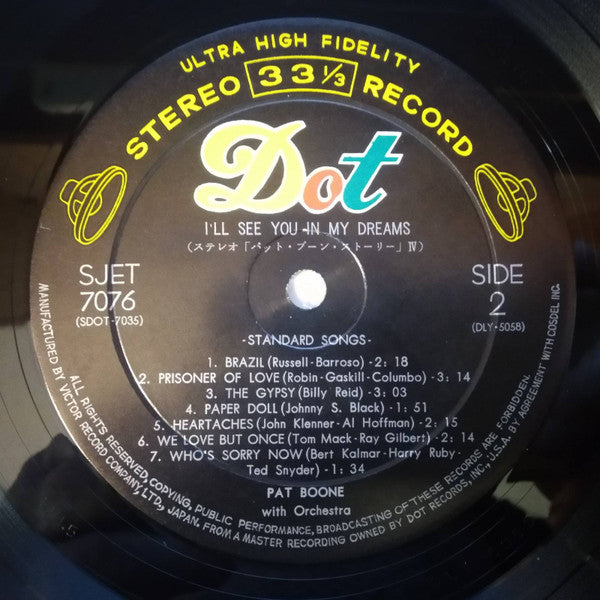 ULTRA HIGH FIDELITY
STEREO 33 1/3 RECORD
Dot
I'LL SEE YOU IN MY DREAMS
(ステレオ「パット・ブーン・ストーリー」Ⅳ)
SJET
7076
(SDOT-7035)
SIDE
2
(DLY-5058)
-STANDARD SONGS-
1. BRAZIL (Russell-Barroso)-2: 18
2. PRISONER OF LOVE (Robin-Gaskill-Columbo)-3: 14
3. THE GYPSY (Billy Reid)-3: 03
4. PAPER DOLL (Johnny S. Black)-1: 51
5. HEARTACHES (John Klenner-Al Hoffman)-2: 15
6. WE LOVE BUT ONCE (Tom Mack-Ray Gilbert)-2: 14
7. WHO'S SORRY NOW (Bert Kalmar-Harry Ruby-
Ted Snyder)-1: 34
PAT BOONE
with Orchestra
ALL RIGHTS RESERVED, COPYING, PUBLIC PERFORMANCE, BROADCASTING OF THESE RECORDS ARE FORBIDDEN.
MANUFACTURED BY VICTOR RECORD COMPANY, LTD., JAPAN, FROM A MASTER RECORDING OWNED BY DOT RECORDS, INC., U.S.A. BY AGREEMENT WITH COSDEL INC.